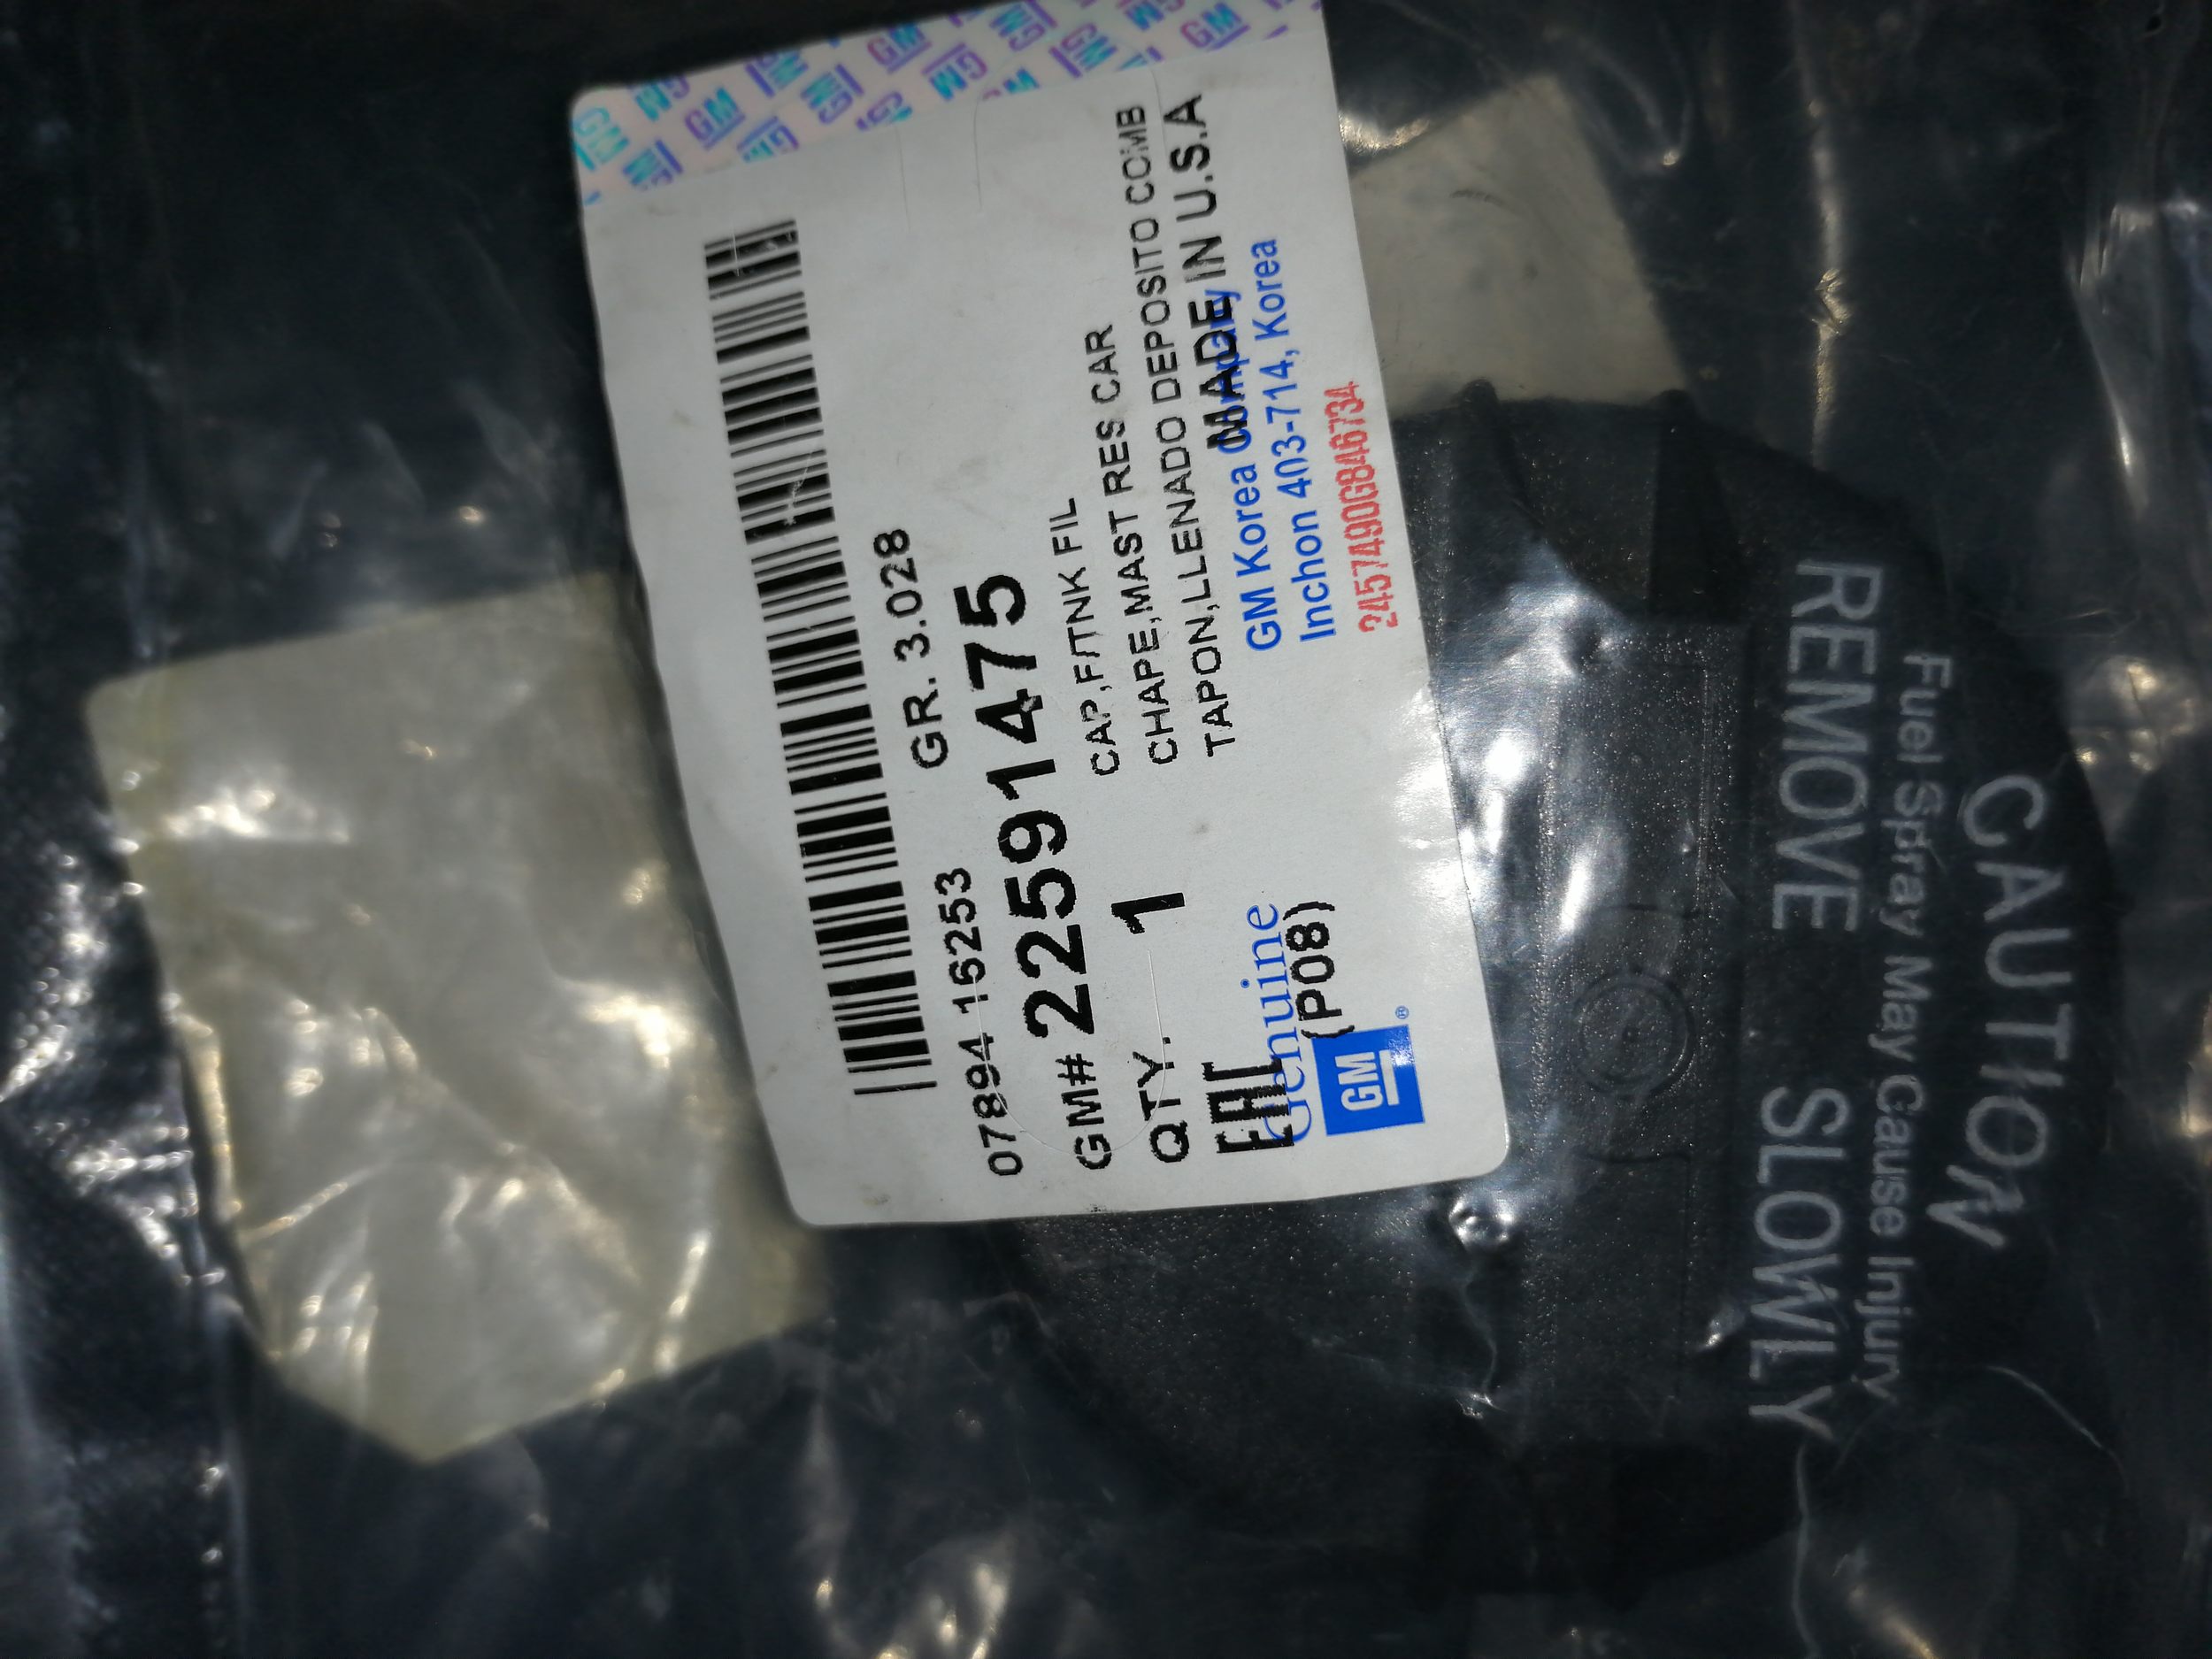 07894 16253 GR. 3.028
GM# 22591475
QTY. 1
CAP,F/TNK FIL
CHAPE,MAST RES CAR
TAPON,LLENADO DEPOSITO COMB
MADE IN U.S.A
EAC
Genuine
(P08)
GM Korea Company
Inchon 403-714, Korea
GM ®
2457490G846734
REMOVE SLOWLY
Fuel Spray May Cause Injury
CAUTION